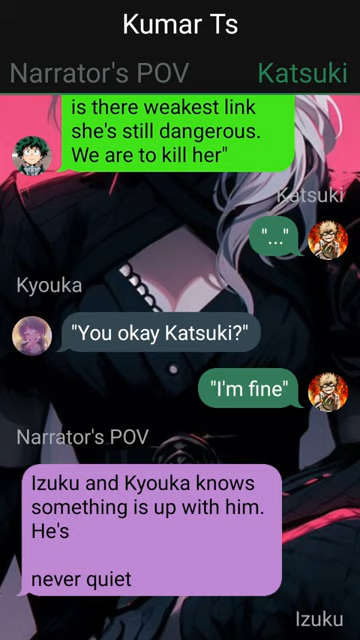 Kumar Ts
Narrator's POV
Katsuki
is there weakest link
she's still dangerous.
We are to kill her"
Katsuki
"..."
Kyouka
"You okay Katsuki?"
"I'm fine"
Narrator's POV
Izuku and Kyouka knows
something is up with him.
He's
never quiet
Izuku